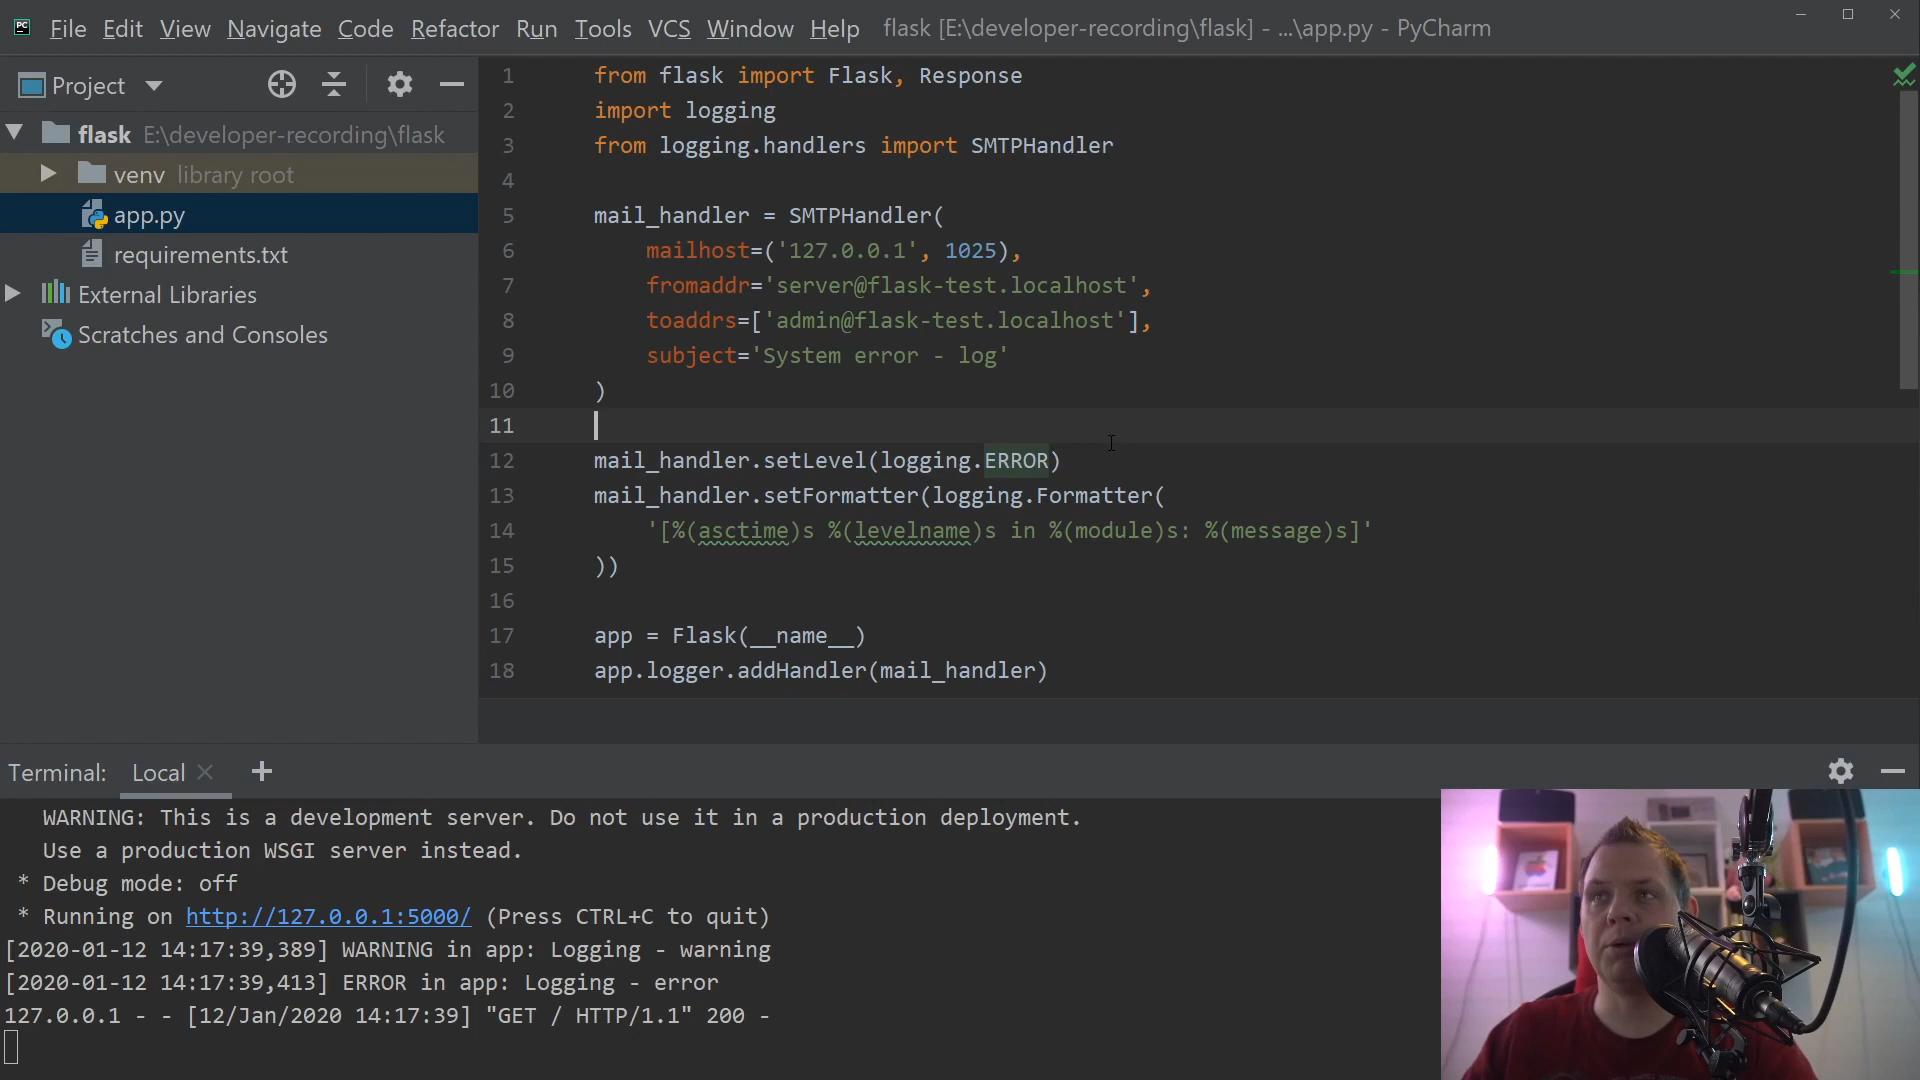 File Edit View Navigate Code Refactor Run Tools VCS Window Help flask [E:\developer-recording\flask] - ...\app.py - PyCharm
Project
flask E:\developer-recording\flask
venv library root
app.py
requirements.txt
External Libraries
Scratches and Consoles
1 from flask import Flask, Response
2 import logging
3 from logging.handlers import SMTPHandler
4
5 mail_handler = SMTPHandler(
6 mailhost=('127.0.0.1', 1025),
7 fromaddr='server@flask-test.localhost',
8 toaddrs=['admin@flask-test.localhost'],
9 subject='System error - log'
10 )
11
12 mail_handler.setLevel(logging.ERROR)
13 mail_handler.setFormatter(logging.Formatter(
14 '[%(asctime)s %(levelname)s in %(module)s: %(message)s]'
15 ))
16
17 app = Flask(__name__)
18 app.logger.addHandler(mail_handler)
Terminal: Local
WARNING: This is a development server. Do not use it in a production deployment.
Use a production WSGI server instead.
* Debug mode: off
* Running on http://127.0.0.1:5000/ (Press CTRL+C to quit)
[2020-01-12 14:17:39,389] WARNING in app: Logging - warning
[2020-01-12 14:17:39,413] ERROR in app: Logging - error
127.0.0.1 - - [12/Jan/2020 14:17:39] "GET / HTTP/1.1" 200 -